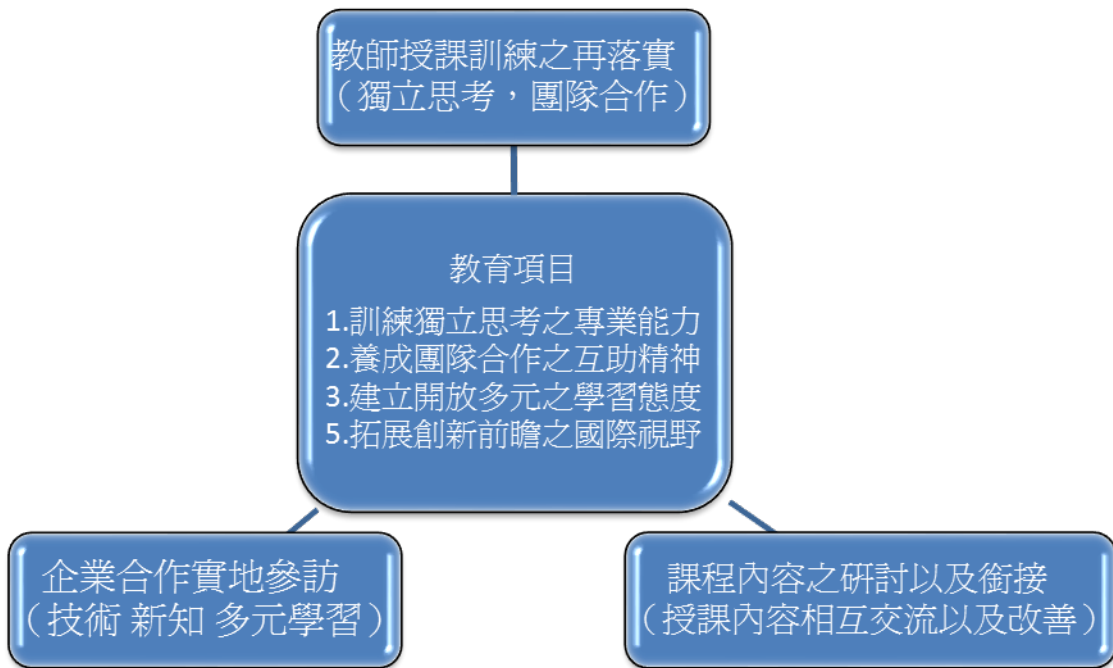 教師授課訓練之再落實
（獨立思考，團隊合作）
教育項目
1.訓練獨立思考之專業能力
2.養成團隊合作之互助精神
3.建立開放多元之學習態度
5.拓展創新前瞻之國際視野
企業合作實地參訪
（技術 新知 多元學習）
課程內容之研討以及銜接
（授課內容相互交流以及改善）